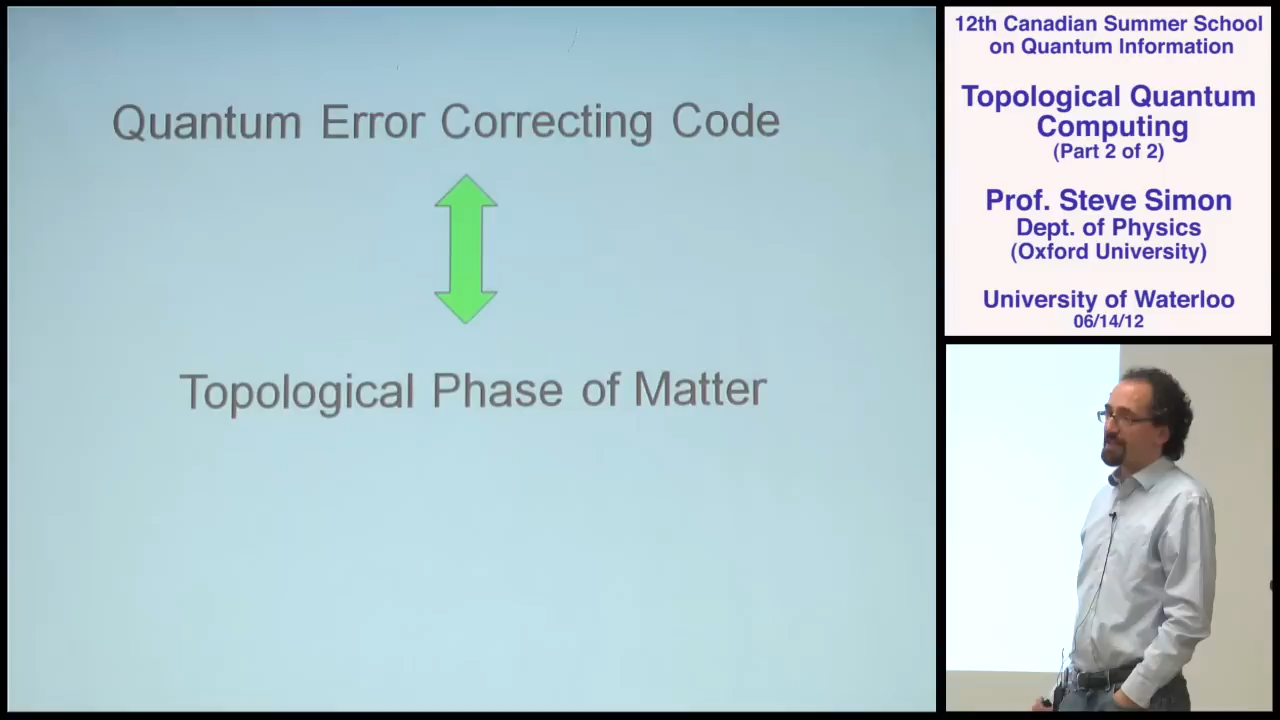 Quantum Error Correcting Code
Topological Phase of Matter
12th Canadian Summer School
on Quantum Information
Topological Quantum
Computing
(Part 2 of 2)
Prof. Steve Simon
Dept. of Physics
(Oxford University)
University of Waterloo
06/14/12